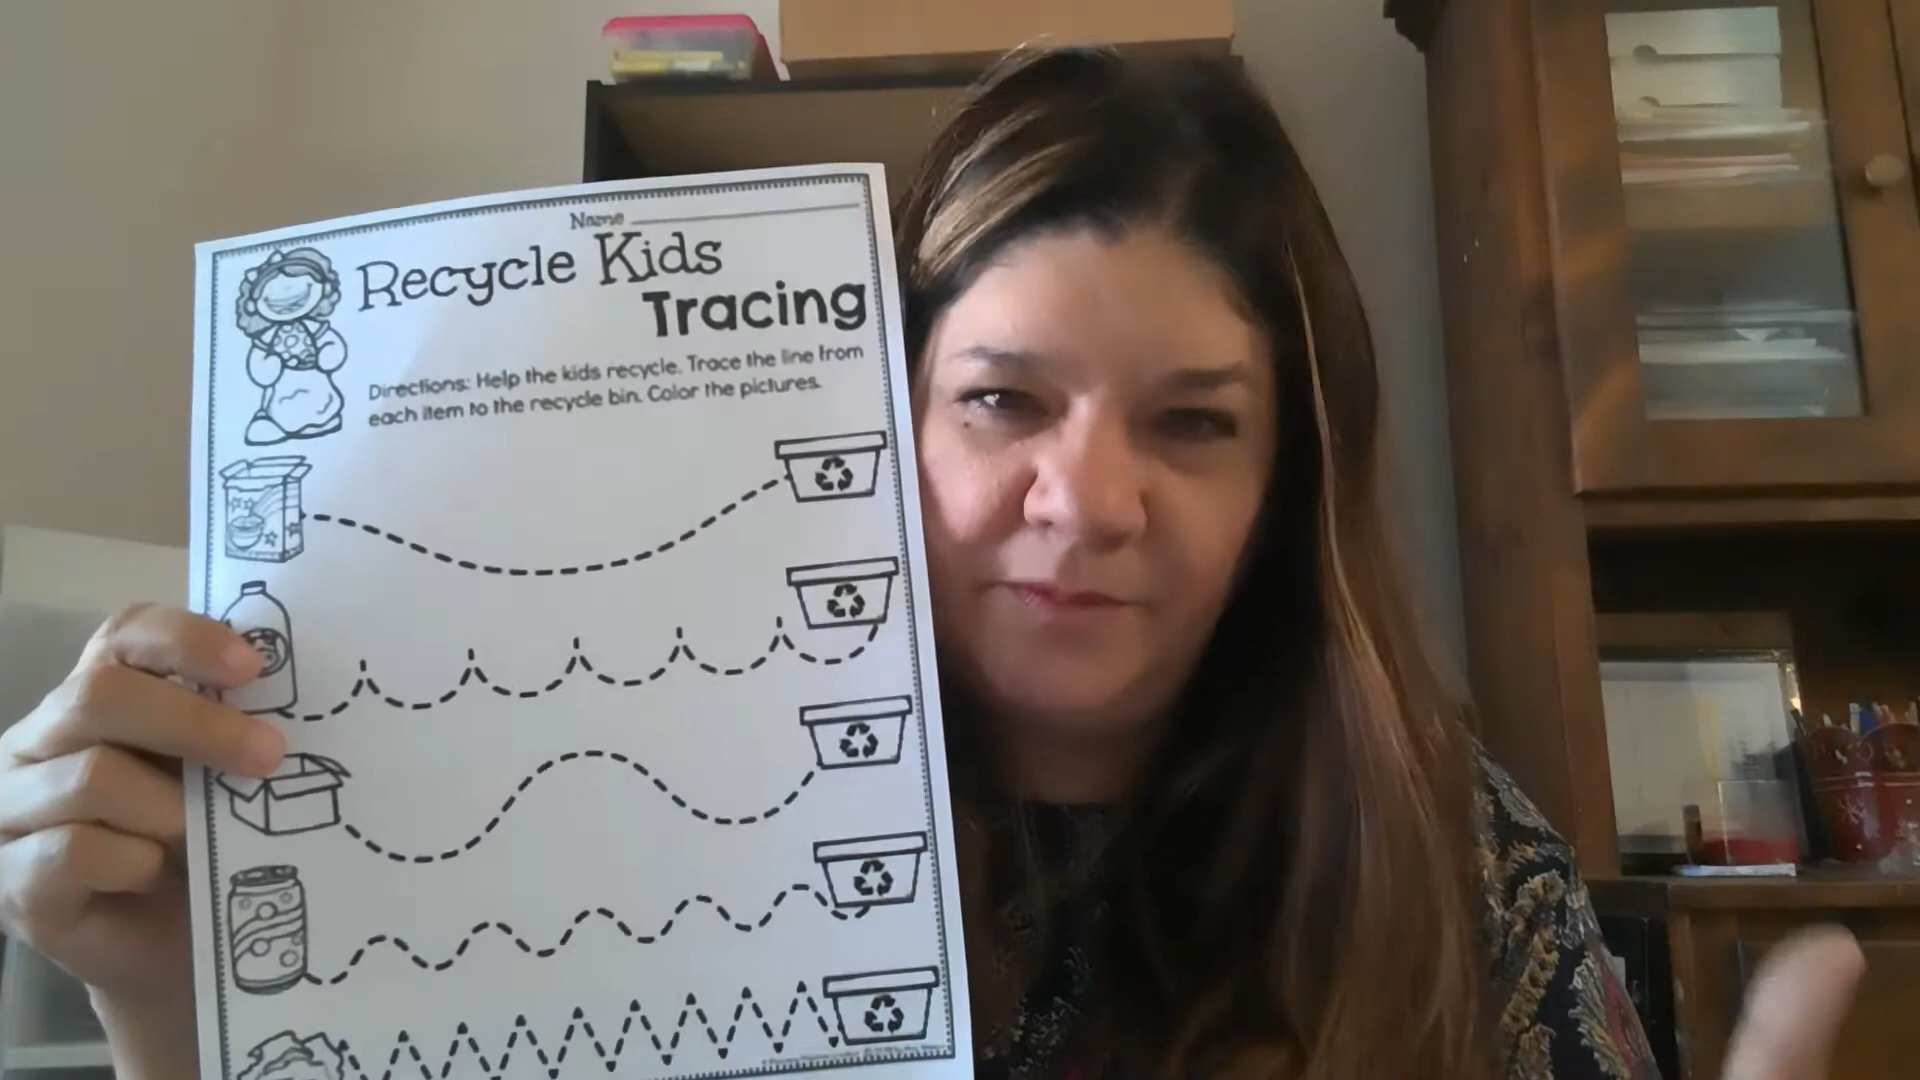 Name
Recycle Kids
Tracing
Directions: Help the kids recycle. Trace the line from
each item to the recycle bin. Color the pictures.